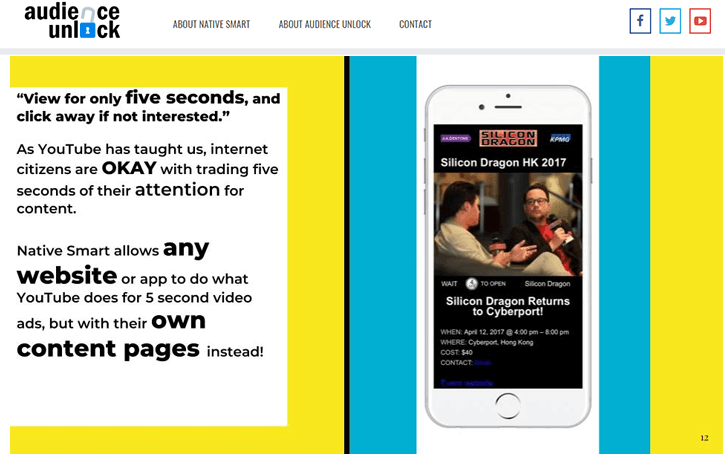 audience
unlock
ABOUT NATIVE SMART
ABOUT AUDIENCE UNLOCK
CONTACT
“View for only five seconds, and
click away if not interested.”
As YouTube has taught us, internet
citizens are OKAY with trading five
seconds of their attention for
content.
Native Smart allows any
website or app to do what
YouTube does for 5 second video
ads, but with their own
content pages instead!
SILICON
DRAGON
KPMG
Silicon Dragon HK 2017
WAIT TO OPEN Silicon Dragon
Silicon Dragon Returns
to Cyberport!
WHEN: April 12, 2017 @ 4:00 pm – 8:00 pm
WHERE: Cyberport, Hong Kong
COST: $40
CONTACT:
Event website
12